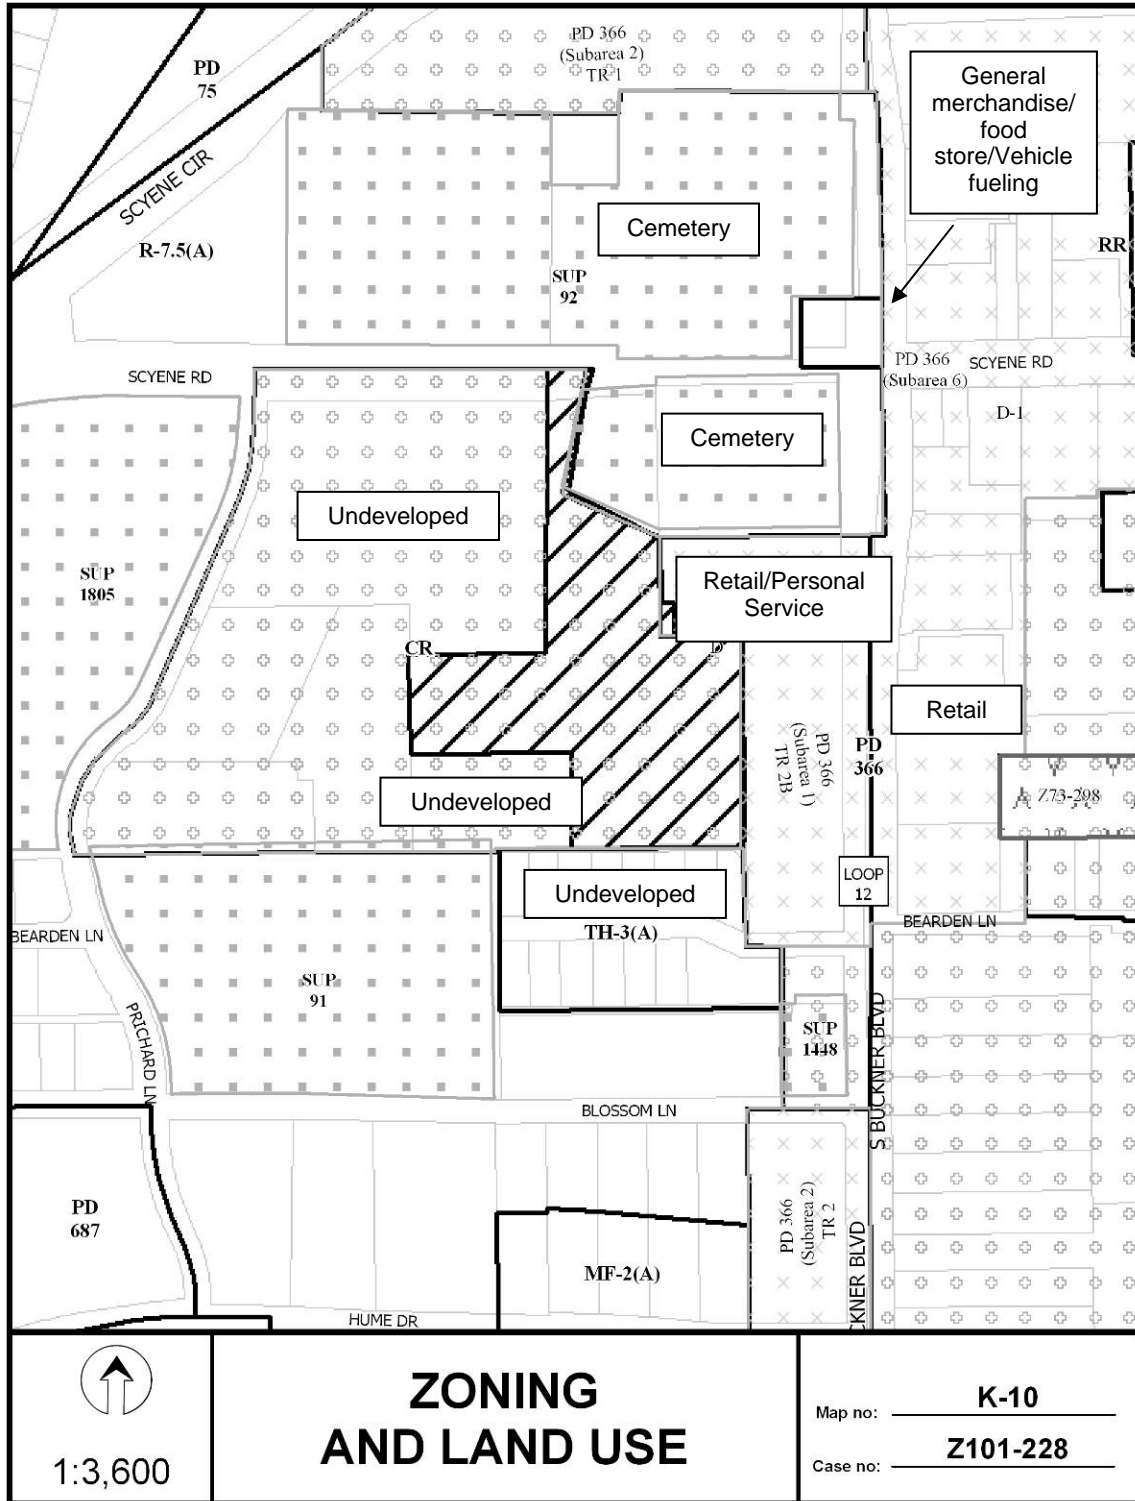 PD 366
(Subarea 2)
TR 1
PD
75
General
merchandise/
food
store/Vehicle
fueling
SCYENE CIR
R-7.5(A)
Cemetery
RR
SUP
92
SCYENE RD
PD 366
(Subarea 6)
SCYENE RD
D-1
Cemetery
Undeveloped
SUP
1805
Retail/Personal
Service
CR
D
Retail
PD 366
(Subarea 1)
TR 2B
PD
366
Z73-298
Undeveloped
LOOP
12
Undeveloped
TH-3(A)
BEARDEN LN
BEARDEN LN
SUP
91
PRICHARD LN
SUP
1448
S BUCKNER BLVD
BLOSSOM LN
PD
687
PD 366
(Subarea 2)
TR 2
MF-2(A)
CKNER BLVD
HUME DR
1:3,600
ZONING
AND LAND USE
Map no: K-10
Case no: Z101-228